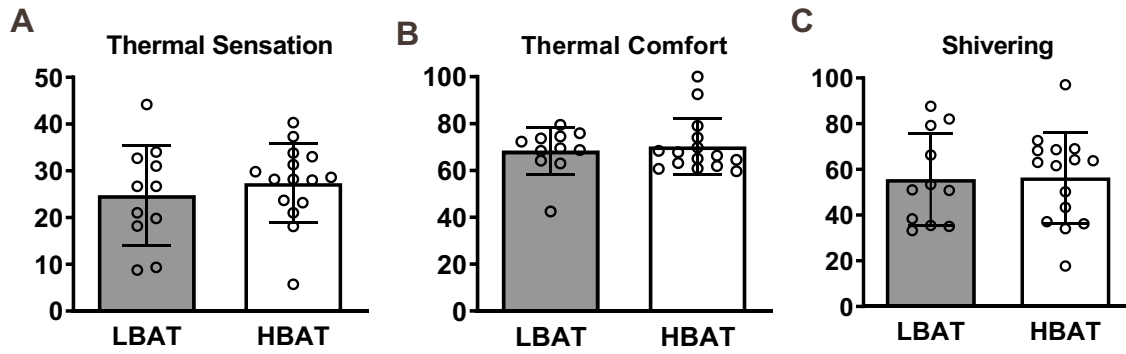 A
Thermal Sensation
50
40
30
20
10
0
LBAT HBAT
B
Thermal Comfort
100
80
60
40
20
0
LBAT HBAT
C
Shivering
100
80
60
40
20
0
LBAT HBAT